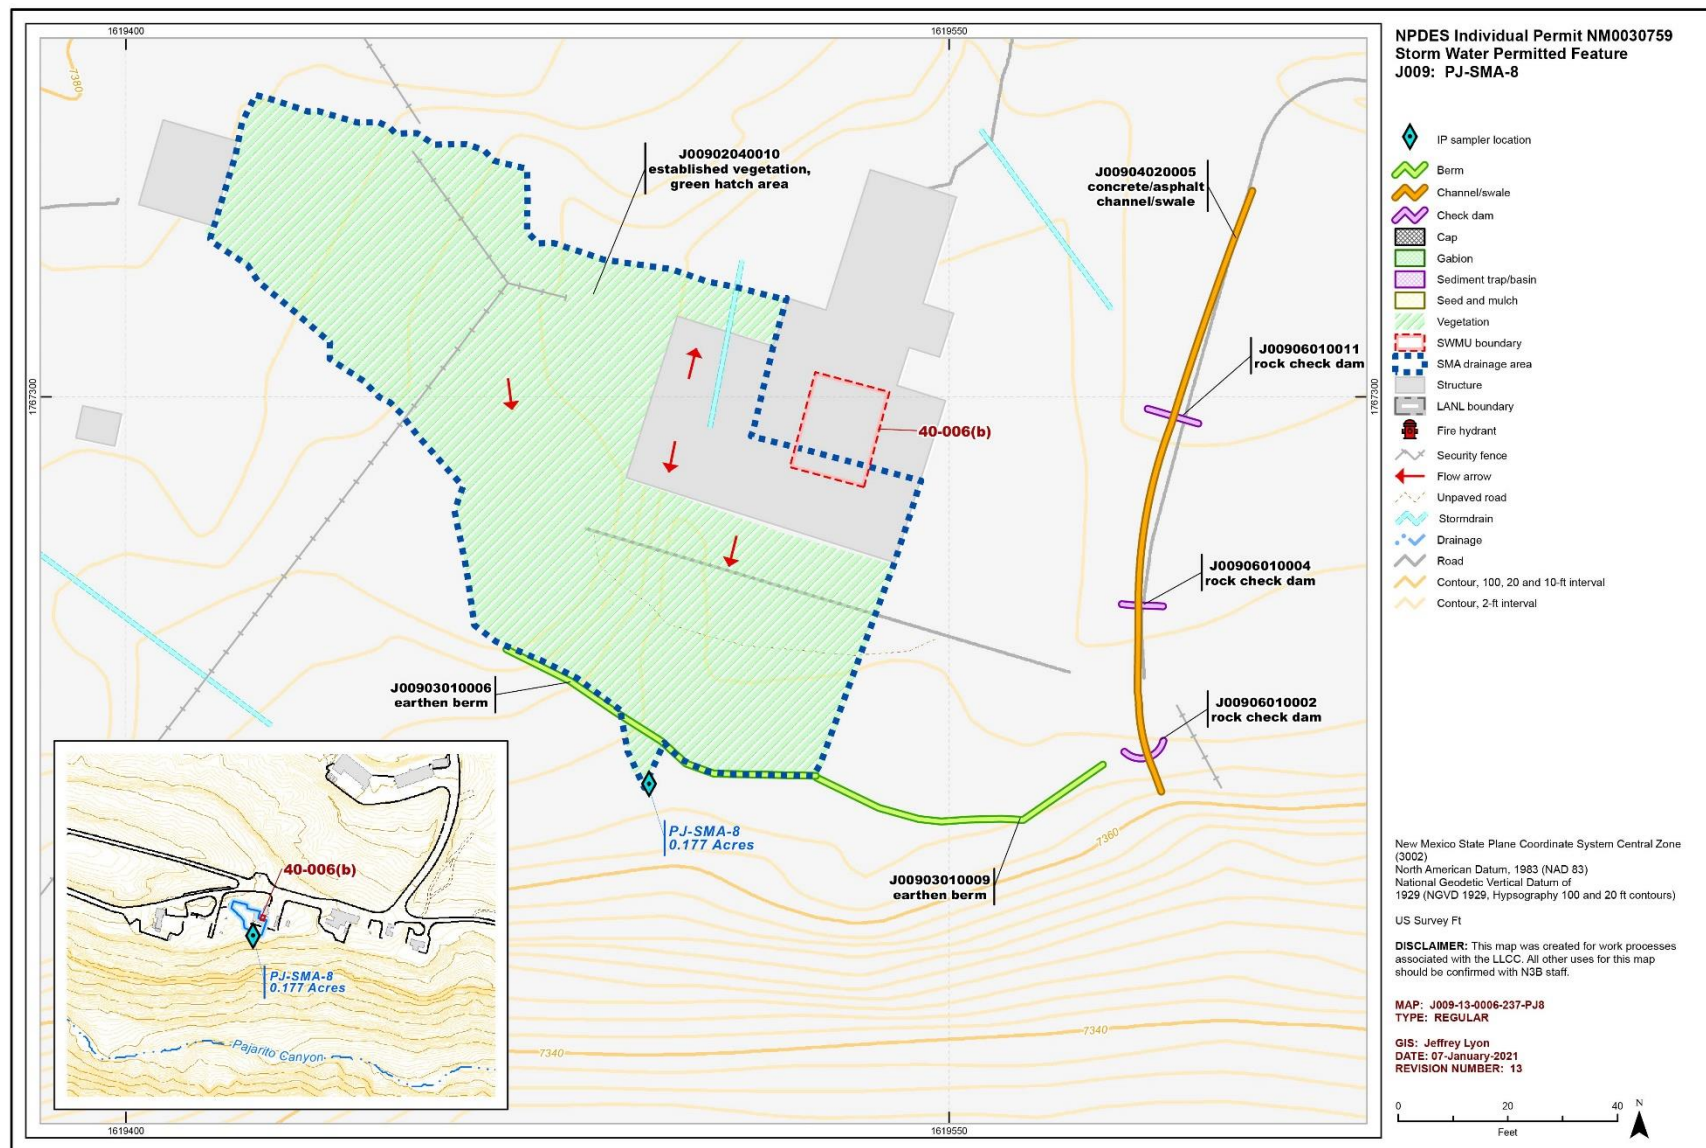 1619400
1619550
NPDES Individual Permit NM0030759
Storm Water Permitted Feature
J009: PJ-SMA-8
7380
J00902040010
established vegetation,
green hatch area
J00904020005
concrete/asphalt
channel/swale
J00906010011
rock check dam
1767300
1767300
40-006(b)
J00906010004
rock check dam
J00903010006
earthen berm
J00906010002
rock check dam
PJ-SMA-8
0.177 Acres
7360
J00903010009
earthen berm
7340
7340
40-006(b)
PJ-SMA-8
0.177 Acres
Pajarito Canyon
1619400
1619550
IP sampler location
Berm
Channel/swale
Check dam
Cap
Gabion
Sediment trap/basin
Seed and mulch
Vegetation
SWMU boundary
SMA drainage area
Structure
LANL boundary
Fire hydrant
Security fence
Flow arrow
Unpaved road
Stormdrain
Drainage
Road
Contour, 100, 20 and 10-ft interval
Contour, 2-ft interval
New Mexico State Plane Coordinate System Central Zone
(3002)
North American Datum, 1983 (NAD 83)
National Geodetic Vertical Datum of
1929 (NGVD 1929, Hypsography 100 and 20 ft contours)
US Survey Ft
DISCLAIMER: This map was created for work processes
associated with the LLCC. All other uses for this map
should be confirmed with N3B staff.
MAP: J009-13-0006-237-PJ8
TYPE: REGULAR
GIS: Jeffrey Lyon
DATE: 07-January-2021
REVISION NUMBER: 13
0 20 40
Feet
N